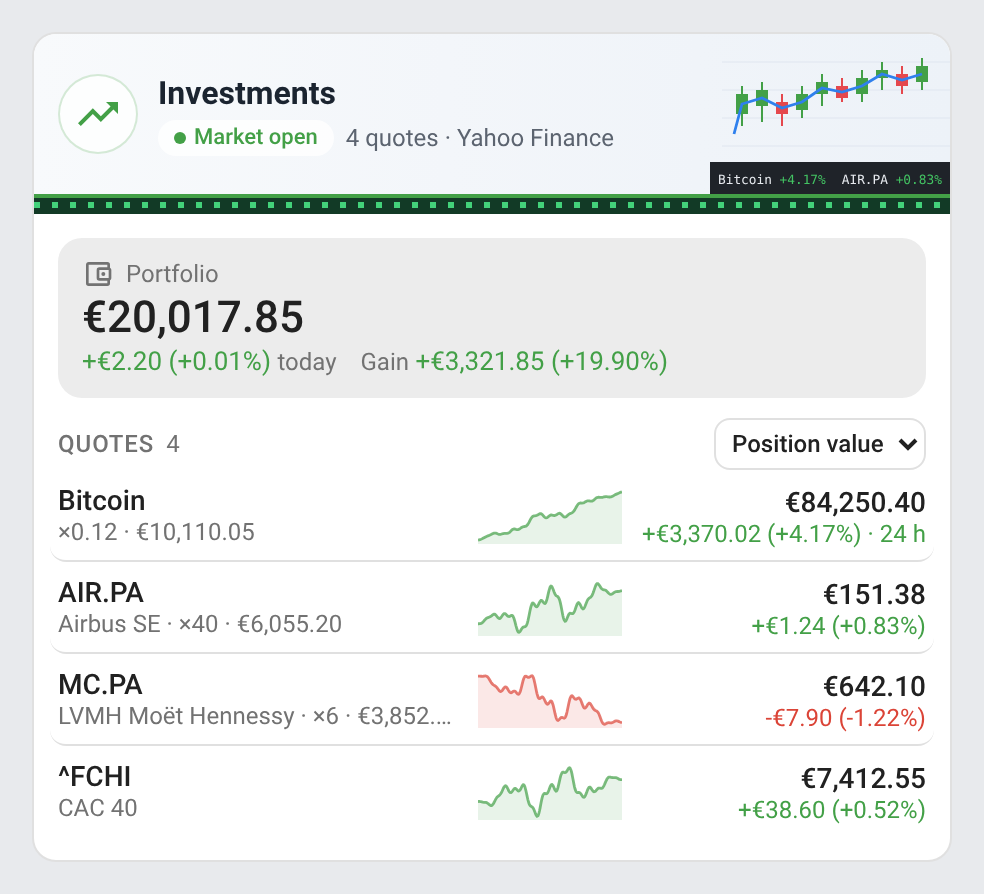 Investments
Market open 4 quotes · Yahoo Finance
Bitcoin +4.17% AIR.PA +0.83%
Portfolio
€20,017.85
+€2.20 (+0.01%) today Gain +€3,321.85 (+19.90%)
QUOTES 4
Position value
Bitcoin
×0.12 · €10,110.05
€84,250.40
+€3,370.02 (+4.17%) · 24 h
AIR.PA
Airbus SE · ×40 · €6,055.20
€151.38
+€1.24 (+0.83%)
MC.PA
LVMH Moët Hennessy · ×6 · €3,852.…
€642.10
-€7.90 (-1.22%)
^FCHI
CAC 40
€7,412.55
+€38.60 (+0.52%)